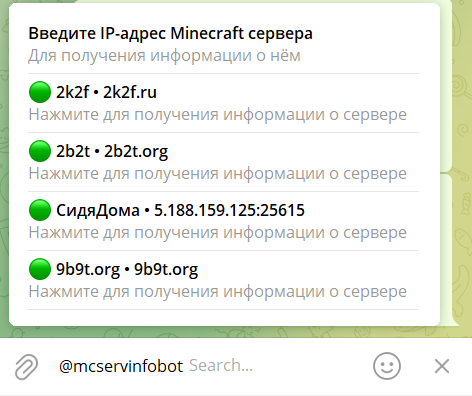 Введите IP-адрес Minecraft сервера
Для получения информации о нём
2k2f • 2k2f.ru
Нажмите для получения информации о сервере
2b2t • 2b2t.org
Нажмите для получения информации о сервере
СидяДома • 5.188.159.125:25615
Нажмите для получения информации о сервере
9b9t.org • 9b9t.org
Нажмите для получения информации о сервере
@mcservinfobot Search...